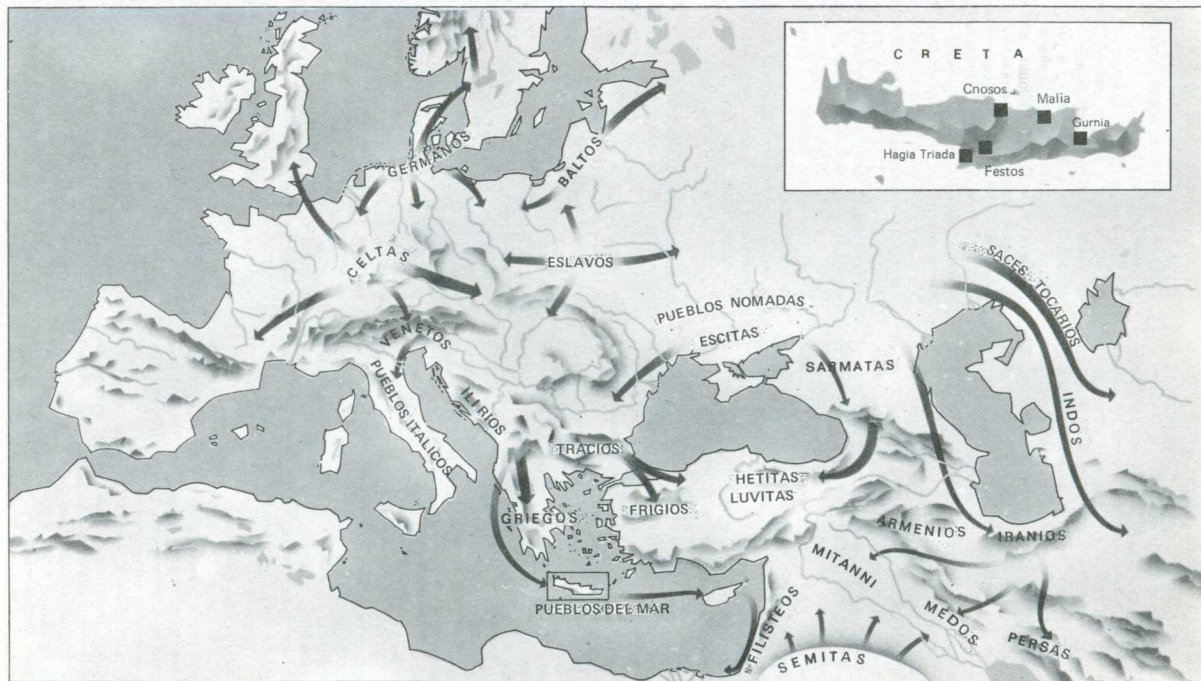 CRETA
Cnosos
Malia
Gurnia
Hagia Triada
Festos
GERMANOS
BALTOS
CELTAS
ESLAVOS
SACES-TOCARIOS
PUEBLOS NOMADAS
ESCITAS
VENETOS
SARMATAS
PUEBLOS ITALICOS
ILIRIOS
INDOS
TRACIOS
HETITAS
LUVITAS
FRIGIOS
GRIEGOS
ARMENIOS
IRANIOS
MITANNI
PUEBLOS DEL MAR
FILISTEOS
MEDOS
PERSAS
SEMITAS